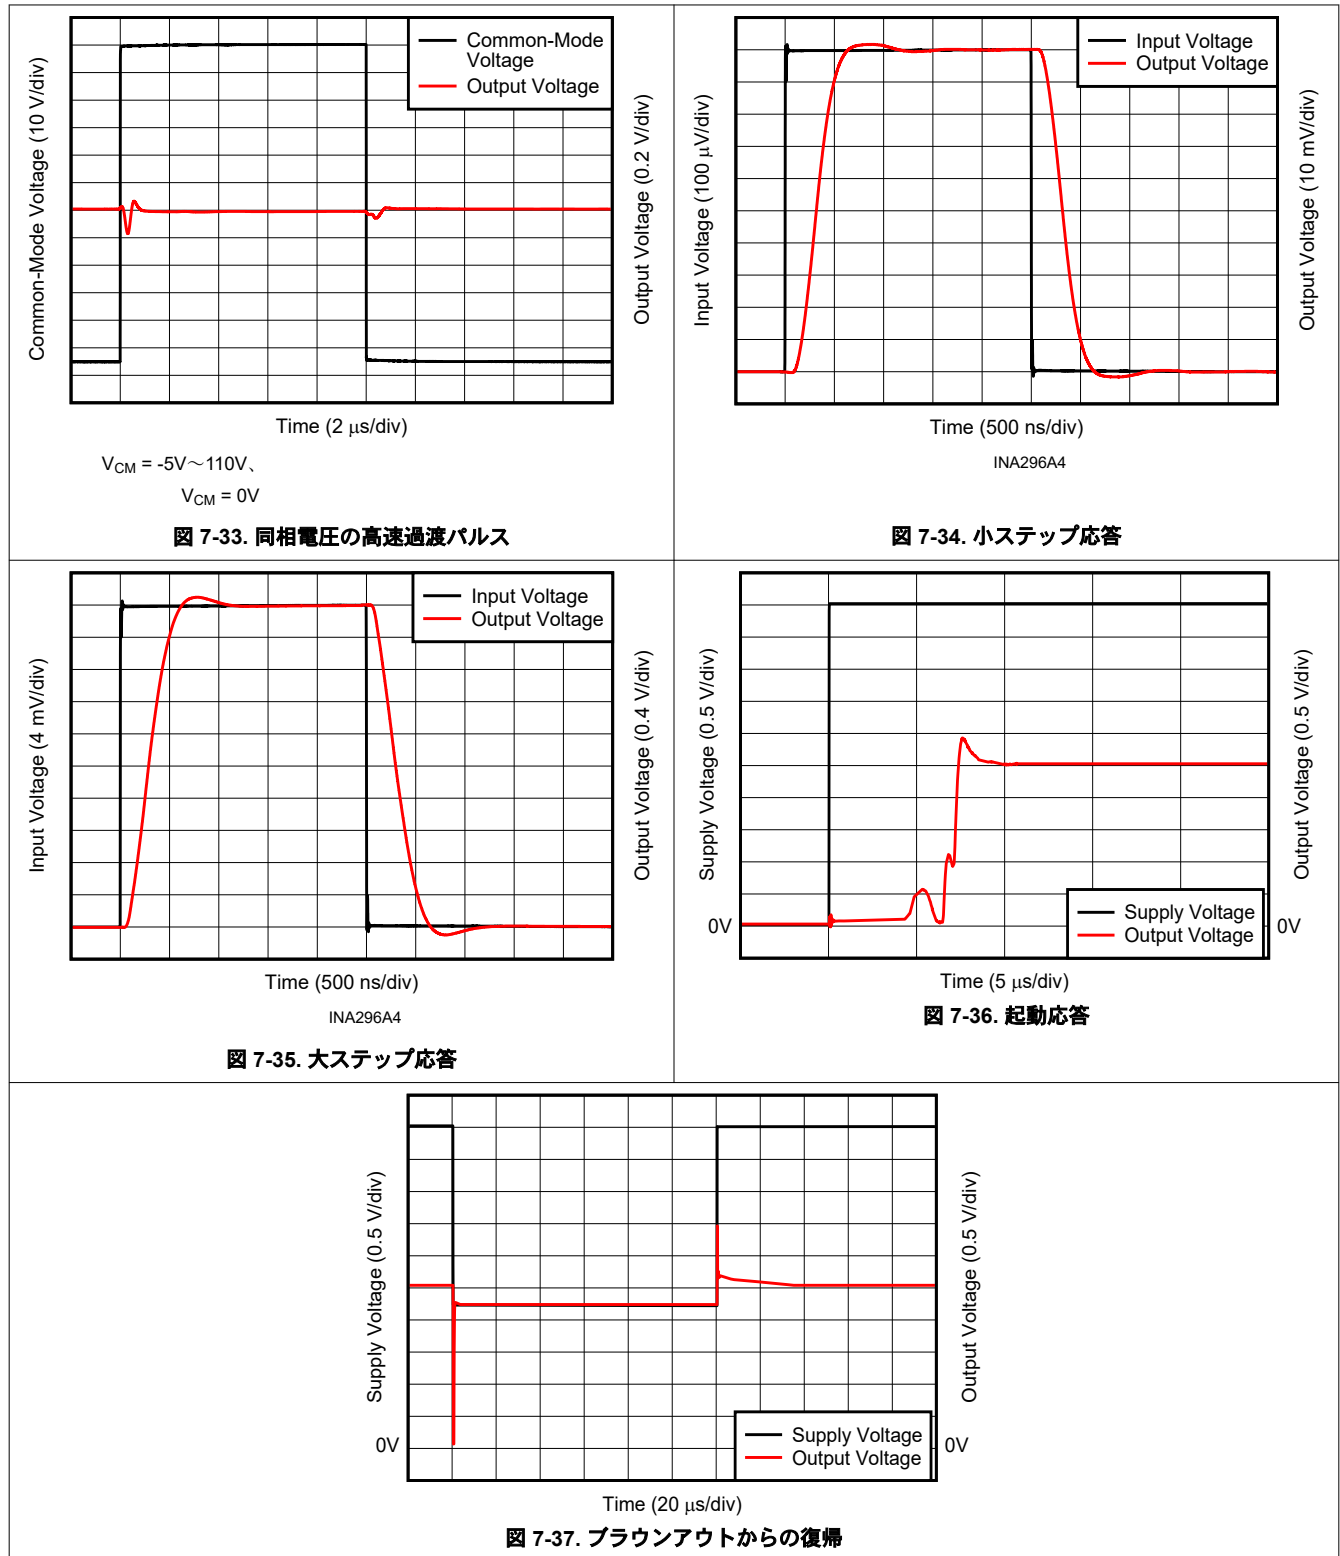 Common-Mode Voltage (10 V/div)
Common-Mode
Voltage
Output Voltage
Output Voltage (0.2 V/div)
Time (2 μs/div)
VCM = -5V～110V、
VCM = 0V
図 7-33. 同相電圧の高速過渡パルス
Input Voltage (100 μV/div)
Input Voltage
Output Voltage
Output Voltage (10 mV/div)
Time (500 ns/div)
INA296A4
図 7-34. 小ステップ応答
Input Voltage (4 mV/div)
Input Voltage
Output Voltage
Output Voltage (0.4 V/div)
Time (500 ns/div)
INA296A4
図 7-35. 大ステップ応答
Supply Voltage (0.5 V/div)
0V
Supply Voltage
Output Voltage
0V
Output Voltage (0.5 V/div)
Time (5 μs/div)
図 7-36. 起動応答
Supply Voltage (0.5 V/div)
0V
Supply Voltage
Output Voltage
0V
Output Voltage (0.5 V/div)
Time (20 μs/div)
図 7-37. ブラウンアウトからの復帰